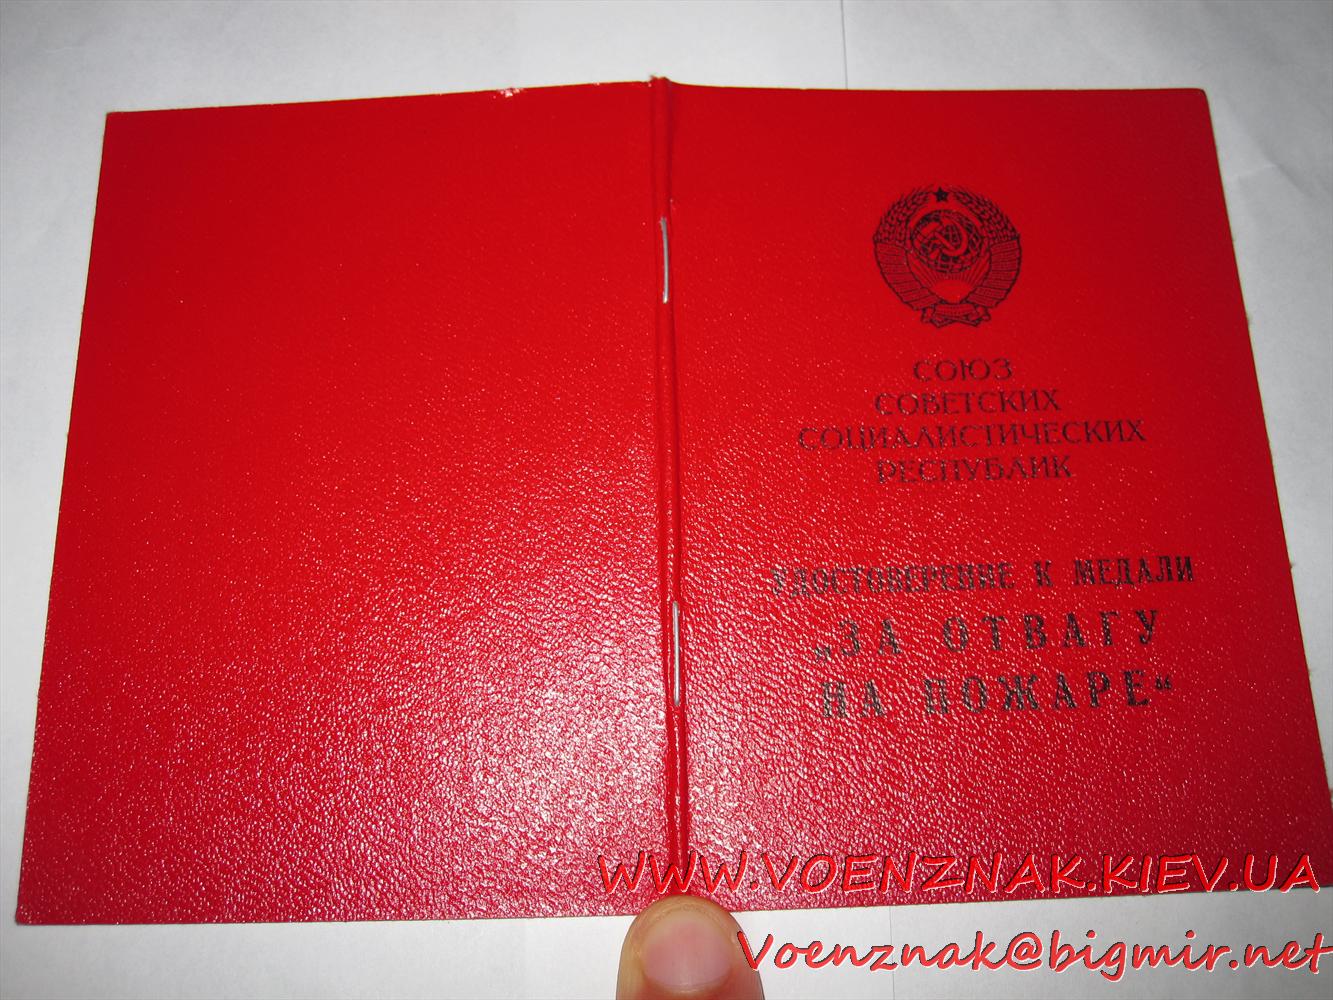 СОЮЗ
СОВЕТСКИХ
СОЦИАЛИСТИЧЕСКИХ
РЕСПУБЛИК
УДОСТОВЕРЕНИЕ К МЕДАЛИ
„ЗА ОТВАГУ
НА ПОЖАРЕ“
WWW.VOENZNAK.KIEV.UA
Voenznak@bigmir.net